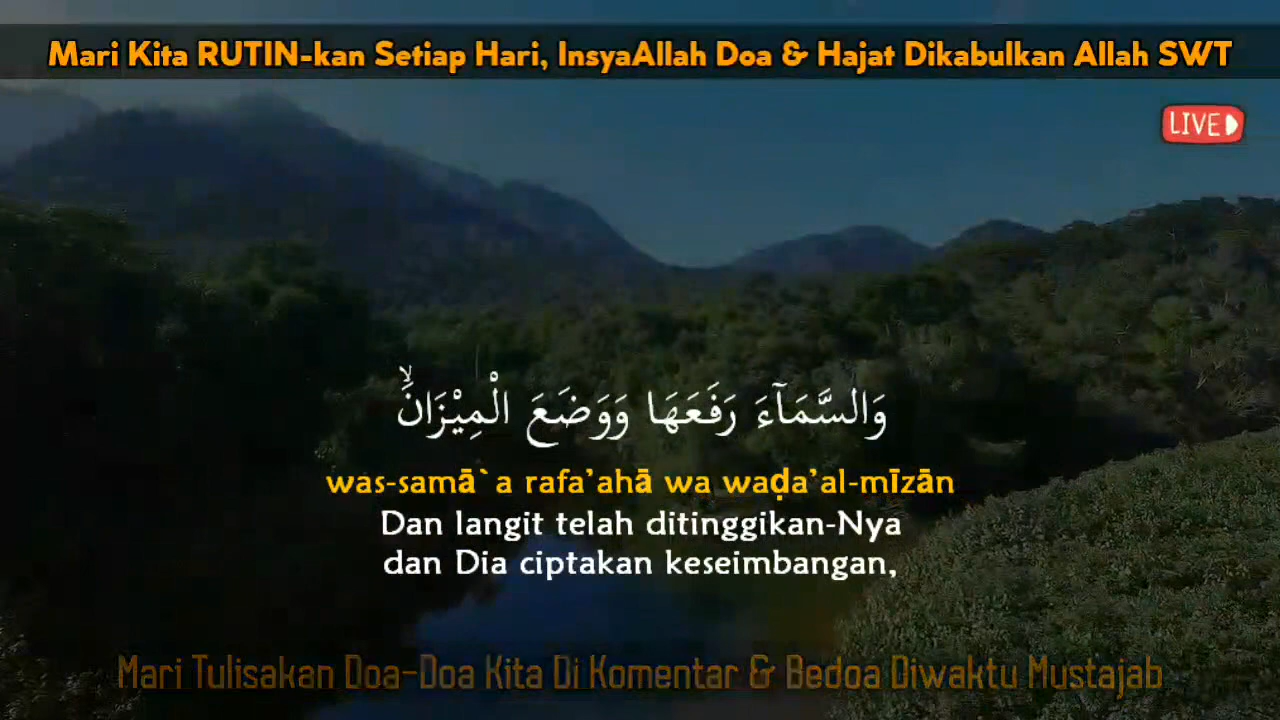 Mari Kita RUTIN-kan Setiap Hari, InsyaAllah Doa & Hajat Dikabulkan Allah SWT
LIVE
وَالسَّمَاۤءَ رَفَعَهَا وَوَضَعَ الْمِيْزَانَۙ
was-samā`a rafa’ahā wa waḍa’al-mīzān
Dan langit telah ditinggikan-Nya
dan Dia ciptakan keseimbangan,
Mari Tulisakan Doa-Doa Kita Di Komentar & Bedoa Diwaktu Mustajab